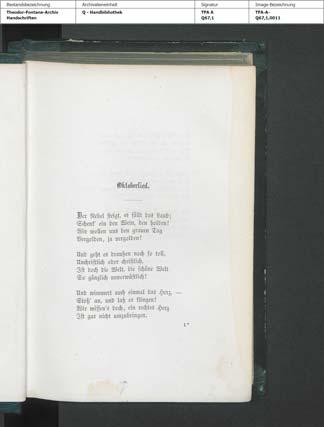 Bestandsbezeichnung Archivalieneinheit Signatur Image-Bezeichnung
Theodor-Fontane-Archiv Q - Handbibliothek TFA A TFA-A-
Handschriften Q67,1 Q67,1,0011
Oktoberlied.
Der Nebel steigt, es fällt das Laub;
Schenk' ein den Wein, den holden!
Wir wollen uns den grauen Tag
Vergolden, ja vergolden!
Und geht es draußen noch so toll,
Unchristlich oder christlich,
Ist doch die Welt, die schöne Welt
So gänzlich unverwüstlich!
Und wimmert auch einmal das Herz, —
Stoß' an, und laß es klingen!
Wir wissen's doch, ein rechtes Herz
Ist gar nicht umzubringen.
1*